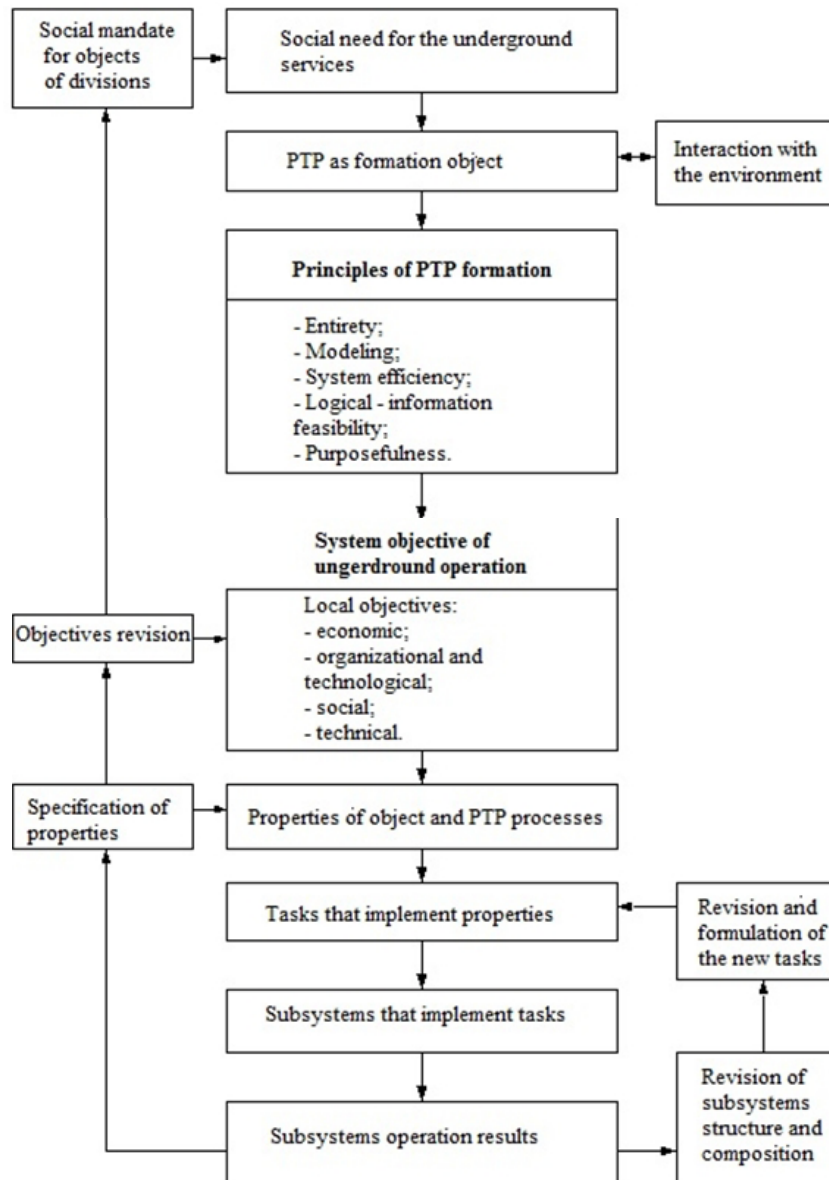 Social mandate
for objects
of divisions
Social need for the underground
services
PTP as formation object
Interaction with
the environment
Principles of PTP formation
- Entirety;
- Modeling;
- System efficiency;
- Logical - information
feasibility;
- Purposefulness.
System objective of
ungerdround operation
Objectives revision
Local objectives:
- economic;
- organizational and
technological;
- social;
- technical.
Specification of
properties
Properties of object and PTP processes
Tasks that implement properties
Revision and
formulation of
the new tasks
Subsystems that implement tasks
Subsystems operation results
Revision of
subsystems
structure and
composition